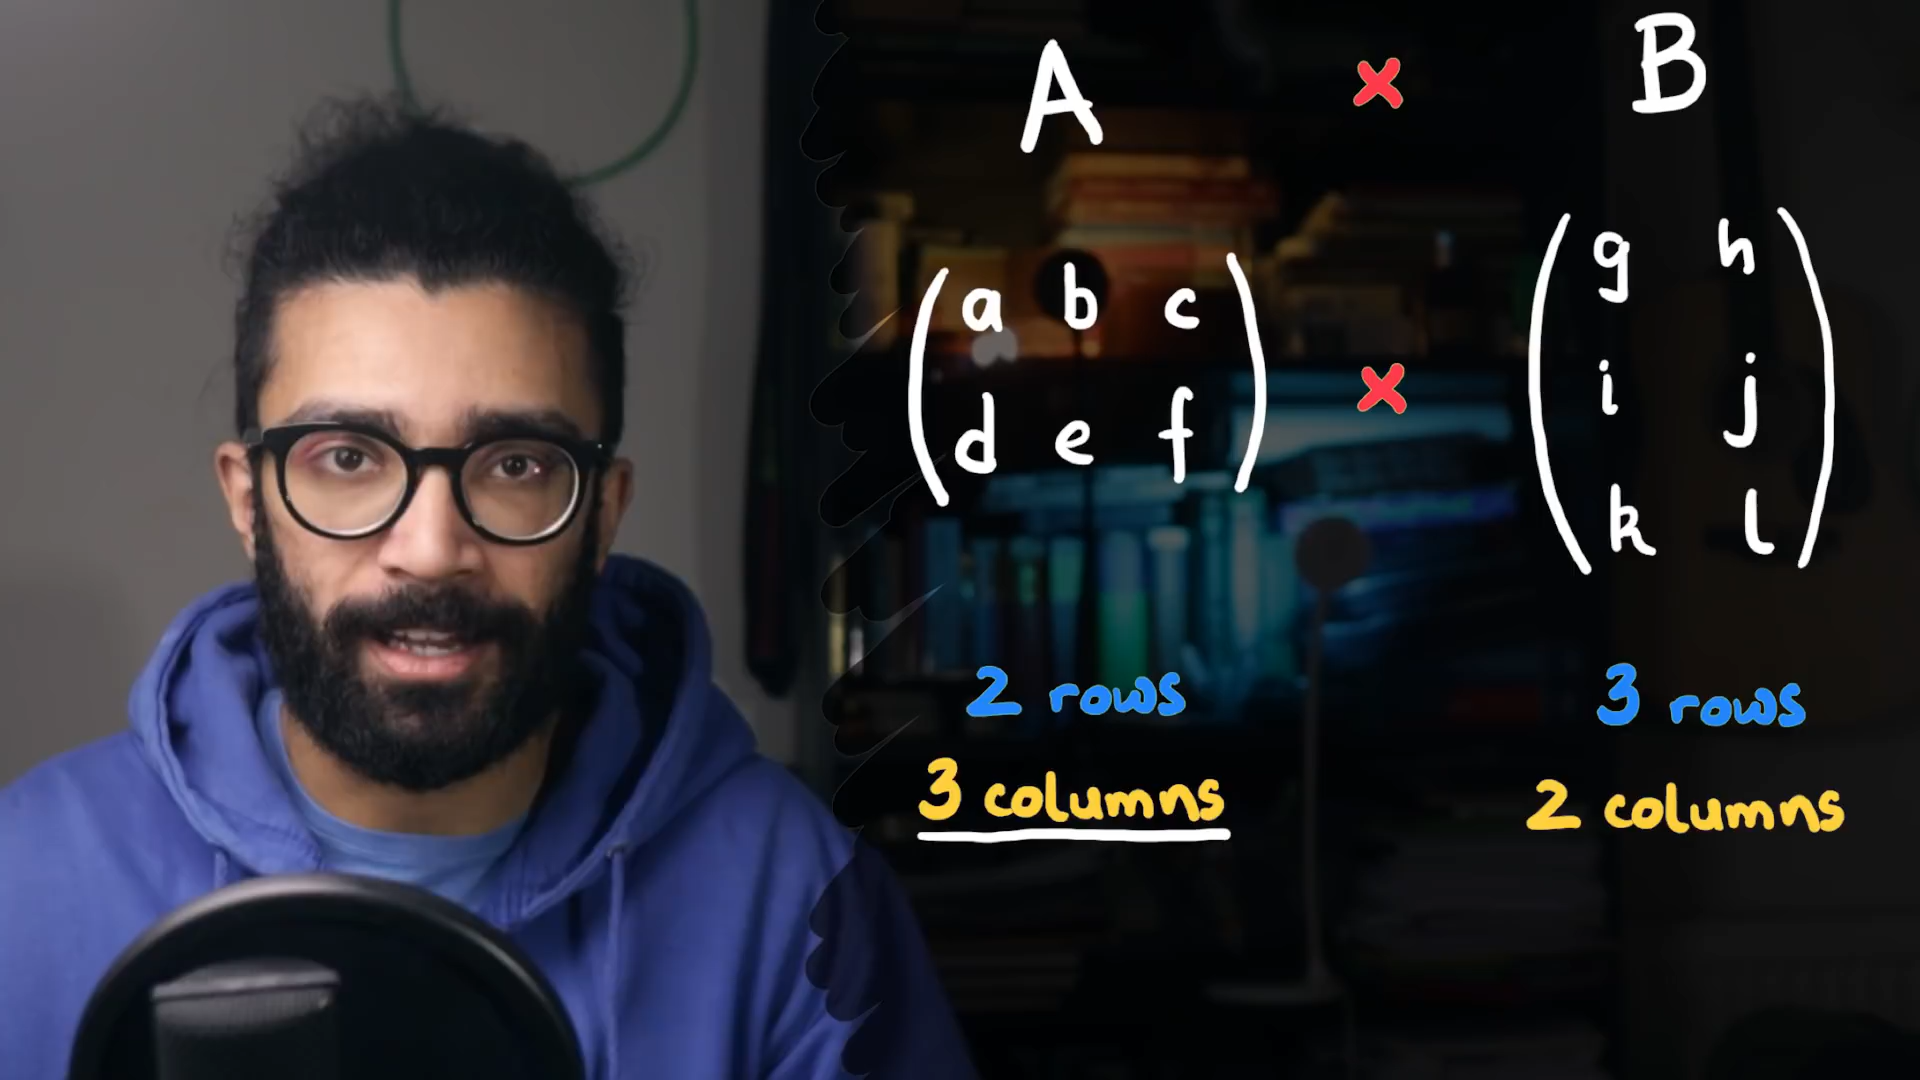 A × B
a b c
d e f
×
g h
i j
k l
2 rows
3 columns
3 rows
2 columns